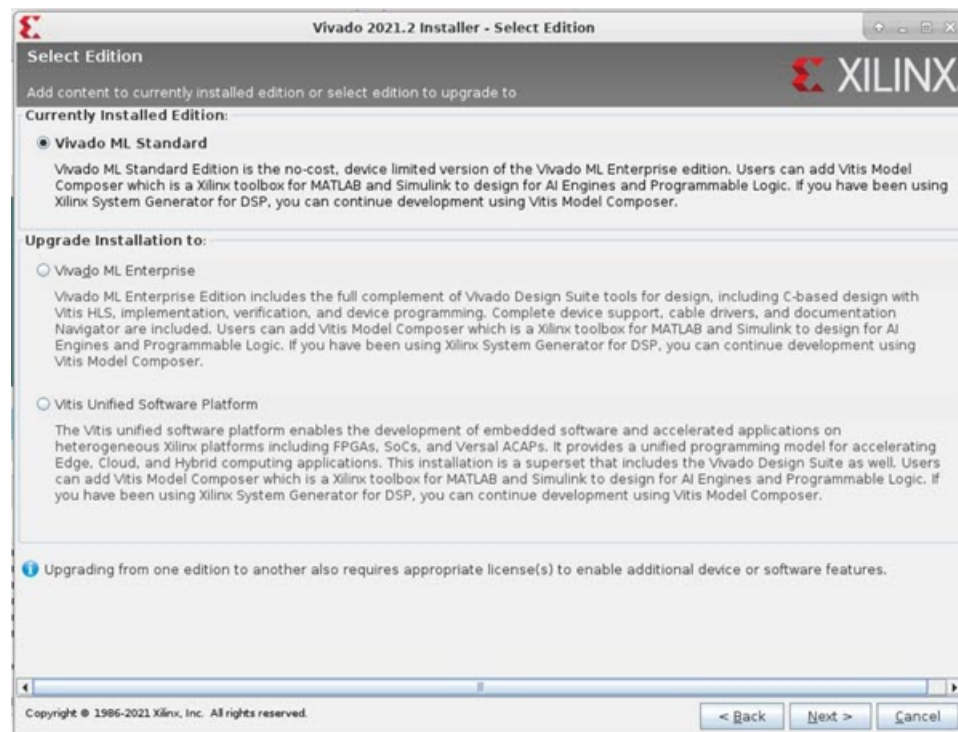 Vivado 2021.2 Installer - Select Edition
Select Edition
XILINX
Add content to currently installed edition or select edition to upgrade to
Currently Installed Edition:
Vivado ML Standard
Vivado ML Standard Edition is the no-cost, device limited version of the Vivado ML Enterprise edition. Users can add Vitis Model
Composer which is a Xilinx toolbox for MATLAB and Simulink to design for AI Engines and Programmable Logic. If you have been using
Xilinx System Generator for DSP, you can continue development using Vitis Model Composer.
Upgrade Installation to:
Vivado ML Enterprise
Vivado ML Enterprise Edition includes the full complement of Vivado Design Suite tools for design, including C-based design with
Vitis HLS, implementation, verification, and device programming. Complete device support, cable drivers, and documentation
Navigator are included. Users can add Vitis Model Composer which is a Xilinx toolbox for MATLAB and Simulink to design for AI
Engines and Programmable Logic. If you have been using Xilinx System Generator for DSP, you can continue development using
Vitis Model Composer.
Vitis Unified Software Platform
The Vitis unified software platform enables the development of embedded software and accelerated applications on
heterogeneous Xilinx platforms including FPGAs, SoCs, and Versal ACAPs. It provides a unified programming model for accelerating
Edge, Cloud, and Hybrid computing applications. This installation is a superset that includes the Vivado Design Suite as well. Users
can add Vitis Model Composer which is a Xilinx toolbox for MATLAB and Simulink to design for AI Engines and Programmable Logic. If
you have been using Xilinx System Generator for DSP, you can continue development using Vitis Model Composer.
Upgrading from one edition to another also requires appropriate license(s) to enable additional device or software features.
Copyright © 1986-2021 Xilinx, Inc. All rights reserved.
< Back Next > Cancel